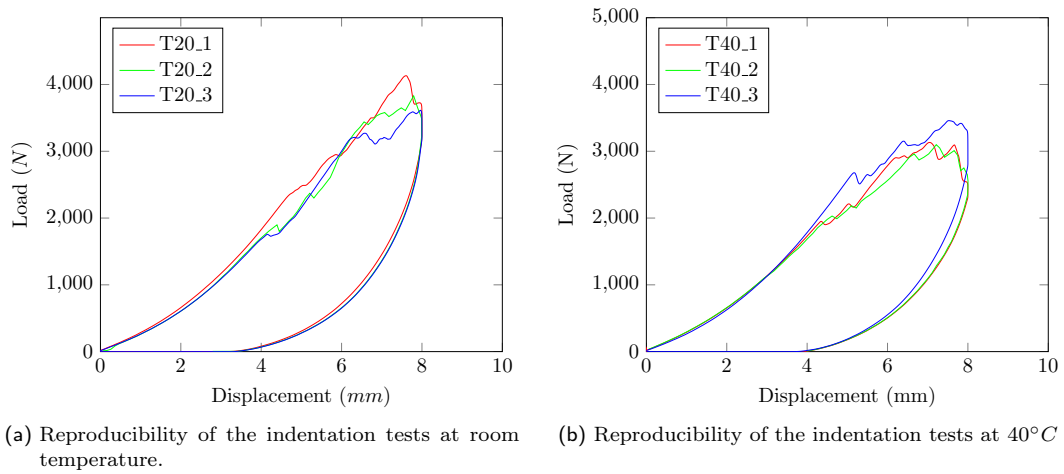 T20_1
T20_2
T20_3
4,000
3,000
2,000
1,000
0
Load (N)
0 2 4 6 8 10
Displacement (mm)
(a) Reproducibility of the indentation tests at room
temperature.
T40_1
T40_2
T40_3
5,000
4,000
3,000
2,000
1,000
0
Load (N)
0 2 4 6 8 10
Displacement (mm)
(b) Reproducibility of the indentation tests at 40°C